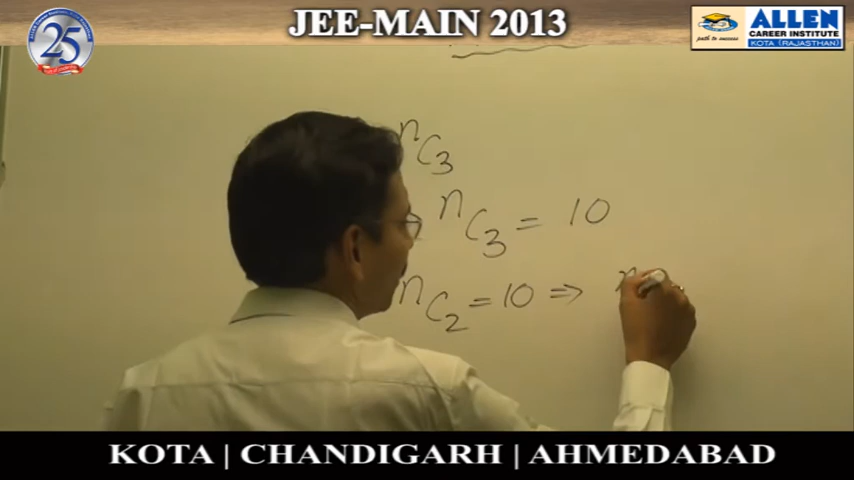 JEE-MAIN 2013
25
path to success
ALLEN
CAREER INSTITUTE
KOTA (RAJASTHAN)
nC3
nC3 = 10
nC2 = 10 ⇒ n
KOTA | CHANDIGARH | AHMEDABAD